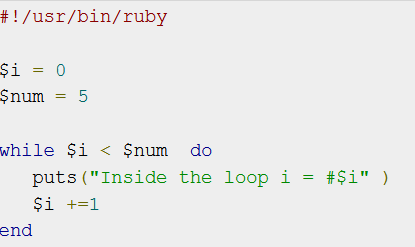 #!/usr/bin/ruby
$i = 0
$num = 5
while $i < $num  do
   puts("Inside the loop i = #$i" )
   $i +=1
end